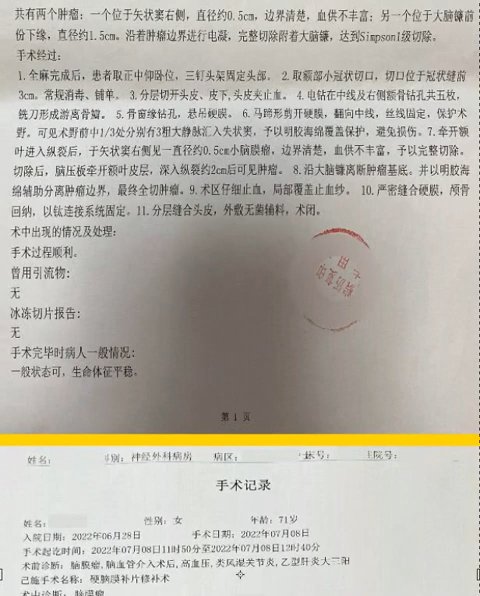 共有两个肿瘤：一个位于矢状窦右侧，直径约0.5cm，边界清楚，血供不丰富；另一个位于大脑镰前
份下缘，直径约1.5cm。沿着肿瘤边界进行电凝，完整切除附着大脑镰，达到SimpsonI级切除。
手术经过：
1.全麻完成后，患者取正中仰卧位，三钉头架固定头部。 2.取额部小冠状切口，切口位于冠状缝前
3cm。常规消毒、铺单。 3.分层切开头皮、皮下，头皮夹止血。 4.电钻在中线及右侧额骨钻孔共五枚，
铣刀形成游离骨瓣。 5.骨窗缘钻孔，悬吊硬膜。 6.马蹄形剪开硬膜，翻向中线，丝线固定，保护术
野。可见术野前中1/3处分别有3粗大静脉汇入矢状窦，予以明胶海绵覆盖保护，避免损伤。7.牵开额
叶进入纵裂后，于矢状窦右侧见一直径约0.5cm小脑膜瘤，边界清楚，血供不丰富，予以完整切除。
切除后，脑压板牵开额叶皮层，深入纵裂约2cm后可见肿瘤。 8.沿大脑镰离断肿瘤基底。并以明胶海
绵辅助分离肿瘤边界，最终全切肿瘤。9.术区仔细止血，局部覆盖止血纱。 10.严密缝合硬膜，颅骨
回纳，以钛连接系统固定。11.分层缝合头皮，外敷无菌辅料，术闭。
术中出现的情况及处理：
手术过程顺利。
曾用引流物：
无
冰冻切片报告：
无
手术完毕时病人一般情况：
一般状态可，生命体征平稳。
第 1 页
姓名： 别：神经外科病房 病区： 床号： 住院号：
手术记录
姓名： 性别：女 年龄：71岁
入院日期：2022年06月28日 手术日期：2022年07月08日
手术起讫时间：2022年07月08日11时50分至2022年07月08日12时40分
术前诊断：脑膜瘤，脑血管介入术后，高血压，类风湿关节炎，乙型肝炎大三阳
已施手术名称：硬脑膜补片修补术